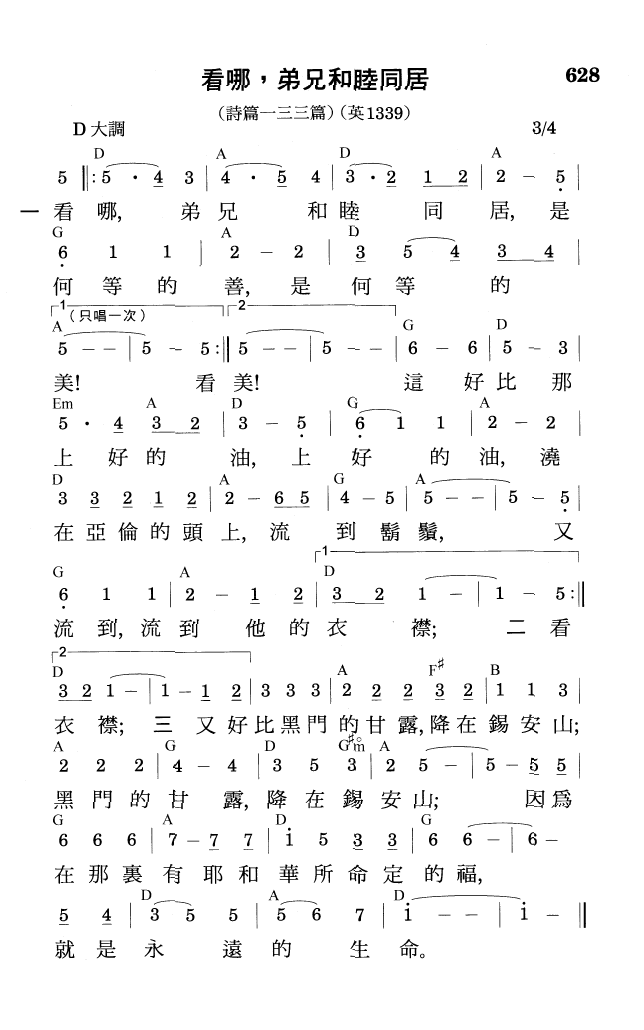 看哪，弟兄和睦同居 628
（詩篇一三三篇）（英1339）
D 大調 3/4
D A D A
5 ‖: 5 · 4 3 | 4 · 5 4 | 3 · 2 1 2 | 2 – 5
一 看 哪, 弟 兄 和 睦 同 居, 是
G A D
6 1 1 | 2 – 2 | 3 5 4 3 4
何 等 的 善, 是 何 等 的
1 2
（只唱一次）
A G D
5 – – | 5 – 5 :‖ 5 – – | 5 – – | 6 – 6 | 5 – 3
美! 看 美! 這 好 比 那
Em A D G A
5 · 4 3 2 | 3 – 5 | 6 1 1 | 2 – 2
上 好 的 油, 上 好 的 油, 澆
D A G A
3 3 2 1 2 | 2 – 6 5 | 4 – 5 | 5 – – | 5 – 5
在 亞 倫 的 頭 上, 流 到 鬍 鬚, 又
1
G A D
6 1 1 | 2 – 1 2 | 3 2 1 – | 1 – – | 1 – 5 :‖
流 到, 流 到 他 的 衣 襟; 二 看
2
D A F♯ B
3 2 1 – | 1 – 1 2 | 3 3 3 | 2 2 2 3 2 | 1 1 3
衣 襟; 三 又 好 比 黑 門 的 甘 露, 降 在 錫 安 山;
A G D G♯m A
2 2 2 | 4 – 4 | 3 5 3 | 2 5 – | 5 – 5 5
黑 門 的 甘 露, 降 在 錫 安 山; 因 爲
G A D G
6 6 6 | 7 – 7 7 | 1 5 3 3 | 6 – 6 | 6 –
在 那 裏 有 耶 和 華 所 命 定 的 福,
D A D
5 4 | 3 5 5 | 5 6 7 | 1 – – | 1 – ‖
就 是 永 遠 的 生 命。